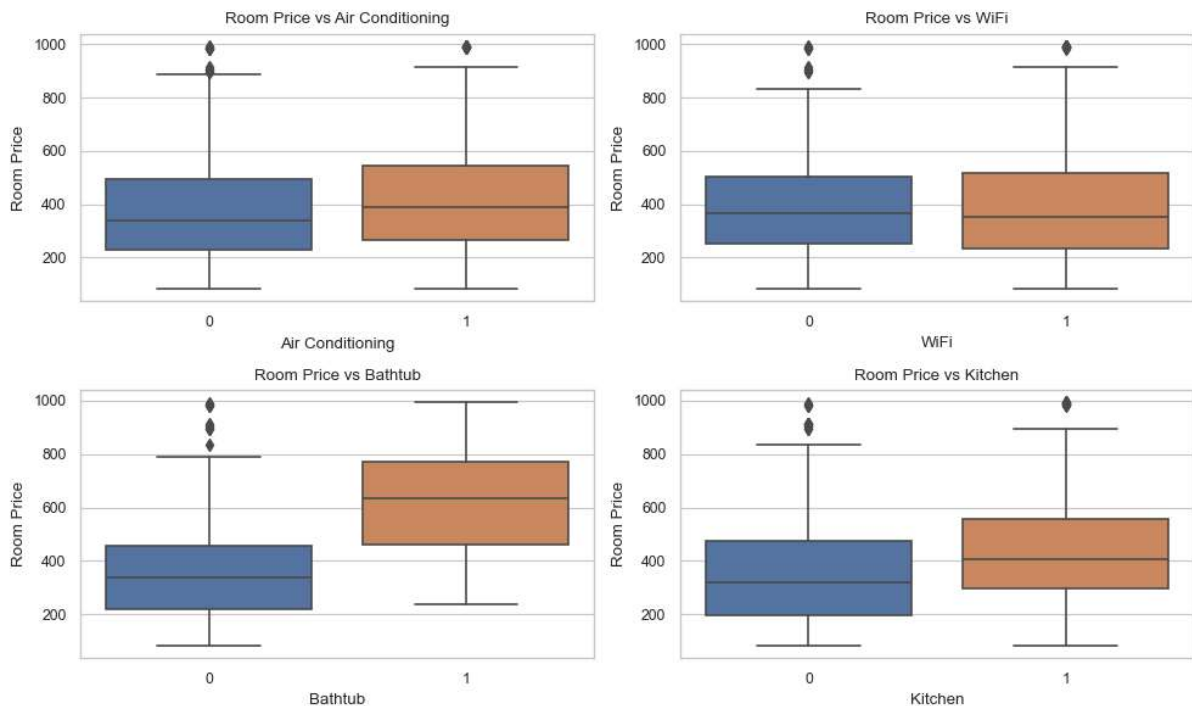 Room Price vs Air Conditioning
Room Price
1000
800
600
400
200
0
1
Air Conditioning
Room Price vs WiFi
Room Price
1000
800
600
400
200
0
1
WiFi
Room Price vs Bathtub
Room Price
1000
800
600
400
200
0
1
Bathtub
Room Price vs Kitchen
Room Price
1000
800
600
400
200
0
1
Kitchen